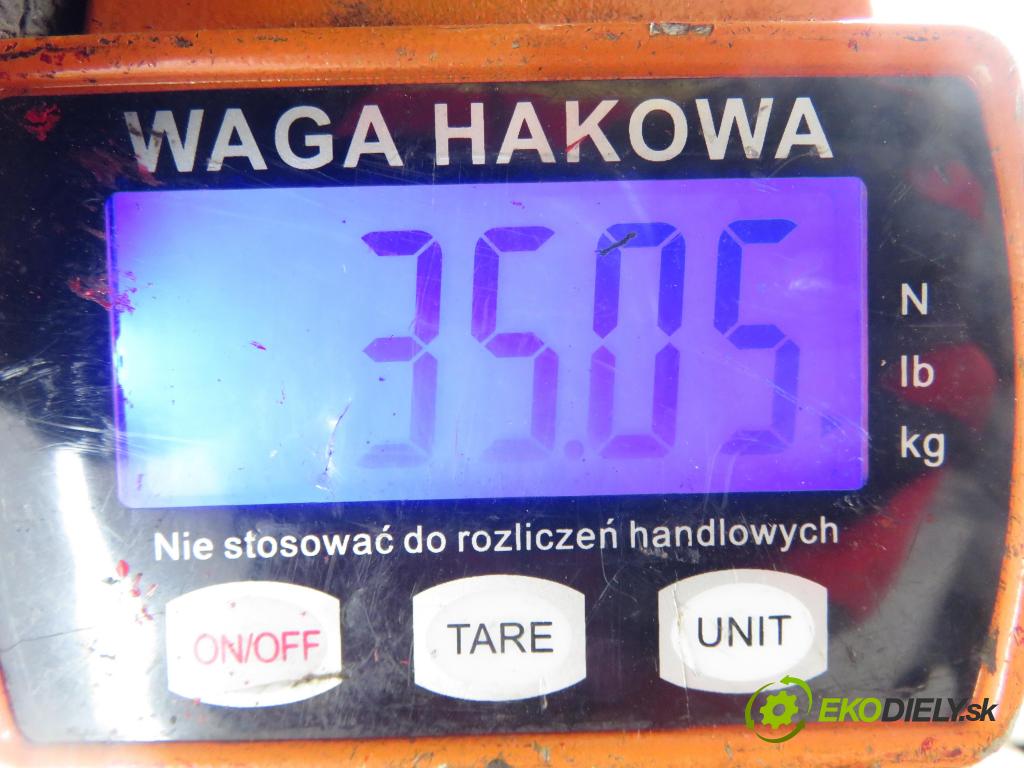 WAGA HAKOWA
35.05
N
lb
kg
Nie stosować do rozliczeń handlowych
ON/OFF TARE UNIT
EKODIELY.sk